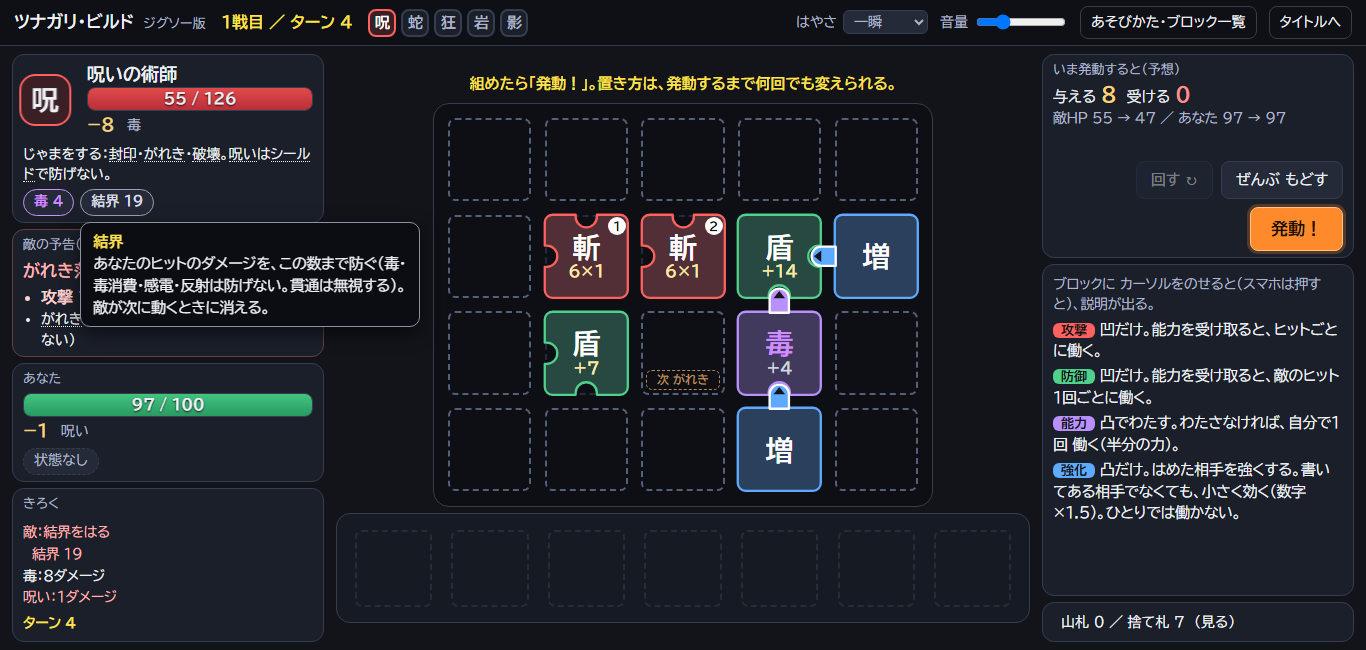 ツナガリ・ビルド ジグソー版 1戦目 ／ ターン 4 呪 蛇 狂 岩 影 はやさ 一瞬 音量 あそびかた・ブロック一覧 タイトルへ
呪
呪いの術師
55 / 126
−8 毒
じゃまをする：封印・がれき・破壊。呪いはシールドで防げない。
毒 4 結界 19
敵の予告(
がれき
• 攻撃
• がれき
ない）
結界
あなたのヒットのダメージを、この数まで防ぐ（毒・
毒消費・感電・反射は防げない。貫通は無視する）。
敵が次に動くときに消える。
あなた
97 / 100
−1 呪い
状態なし
きろく
敵：結界をはる
結界 19
毒：8ダメージ
呪い：1ダメージ
ターン 4
組めたら「発動！」。置き方は、発動するまで何回でも変えられる。
斬 6×1 1
斬 6×1 2
盾 +14
増
盾 +7
次 がれき
毒 +4
増
いま発動すると（予想）
与える 8 受ける 0
敵HP 55 → 47 ／ あなた 97 → 97
回す ↻ ぜんぶ もどす
発動！
ブロックに カーソルをのせると（スマホは押す
と）、説明が出る。
攻撃 凹だけ。能力を受け取ると、ヒットごと
に働く。
防御 凹だけ。能力を受け取ると、敵のヒット
1回ごとに働く。
能力 凸でわたす。わたさなければ、自分で1
回 働く（半分の力）。
強化 凸だけ。はめた相手を強くする。書い
てある相手でなくても、小さく効く（数字
×1.5）。ひとりでは働かない。
山札 0 ／ 捨て札 7 （見る）